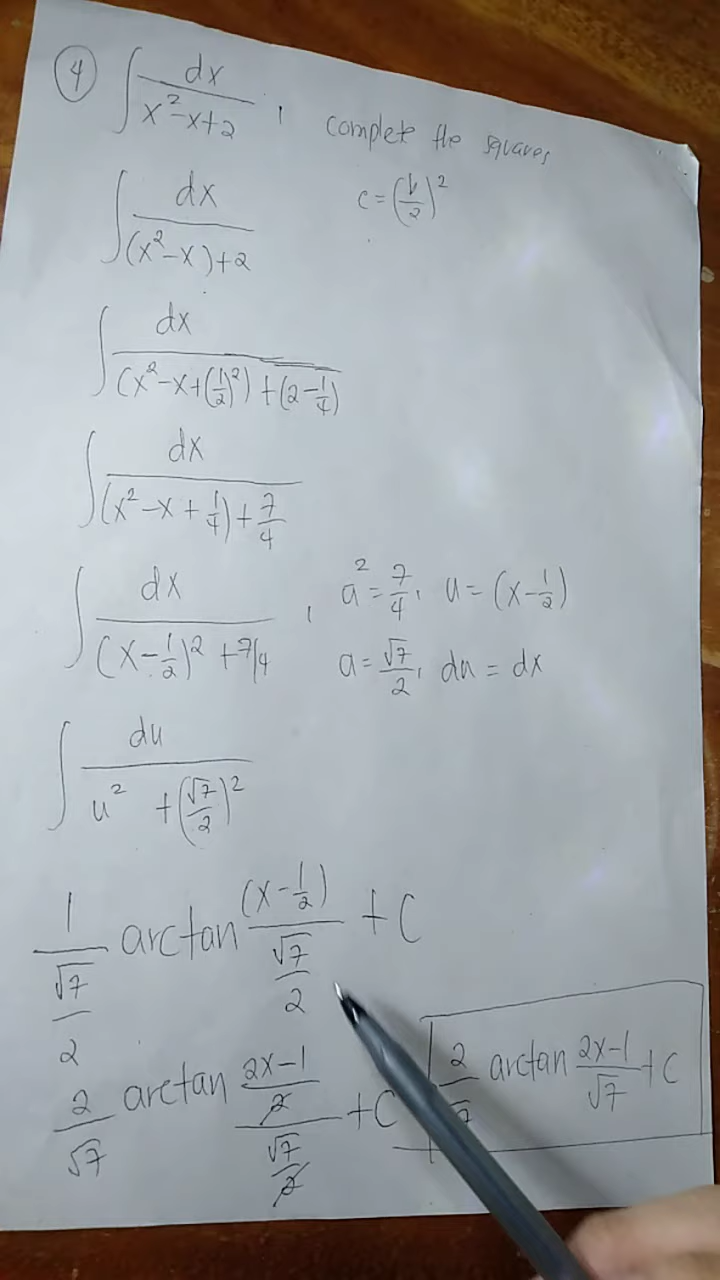 ④ ∫ dx / (x² - x + 2) , complete the squares
∫ dx / ((x² - x) + 2)   c = (b/2)²
∫ dx / ((x² - x + (1/2)²) + (2 - 1/4))
∫ dx / ((x² - x + 1/4) + 7/4)
∫ dx / ((x - 1/2)² + 7/4) , a² = 7/4, u = (x - 1/2)
a = √7/2, du = dx
∫ du / (u² + (√7/2)²)
1/(√7/2) arctan (x - 1/2)/(√7/2) + C
2/√7 arctan ((2x - 1)/2)/(√7/2) + C
2/√7 arctan (2x - 1)/√7 + C